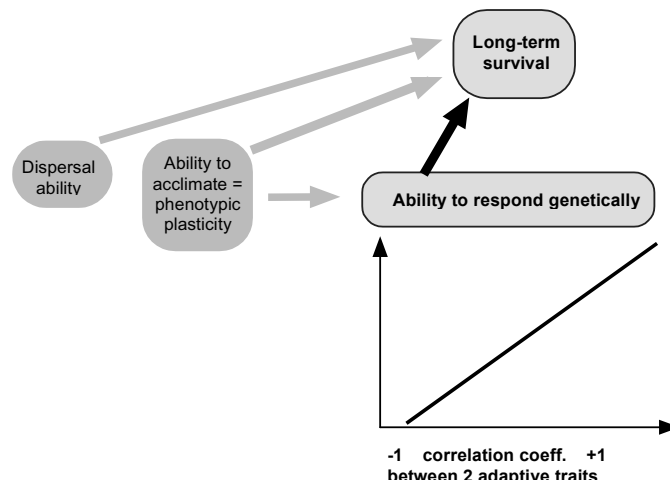 Long-term
survival
Dispersal
ability
Ability to
acclimate =
phenotypic
plasticity
Ability to respond genetically
-1 correlation coeff. +1
between 2 adaptive traits